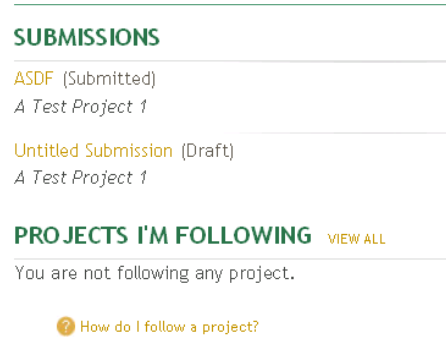 SUBMISSIONS
ASDF (Submitted)
A Test Project 1
Untitled Submission (Draft)
A Test Project 1
PROJECTS I'M FOLLOWING VIEW ALL
You are not following any project.
? How do I follow a project?